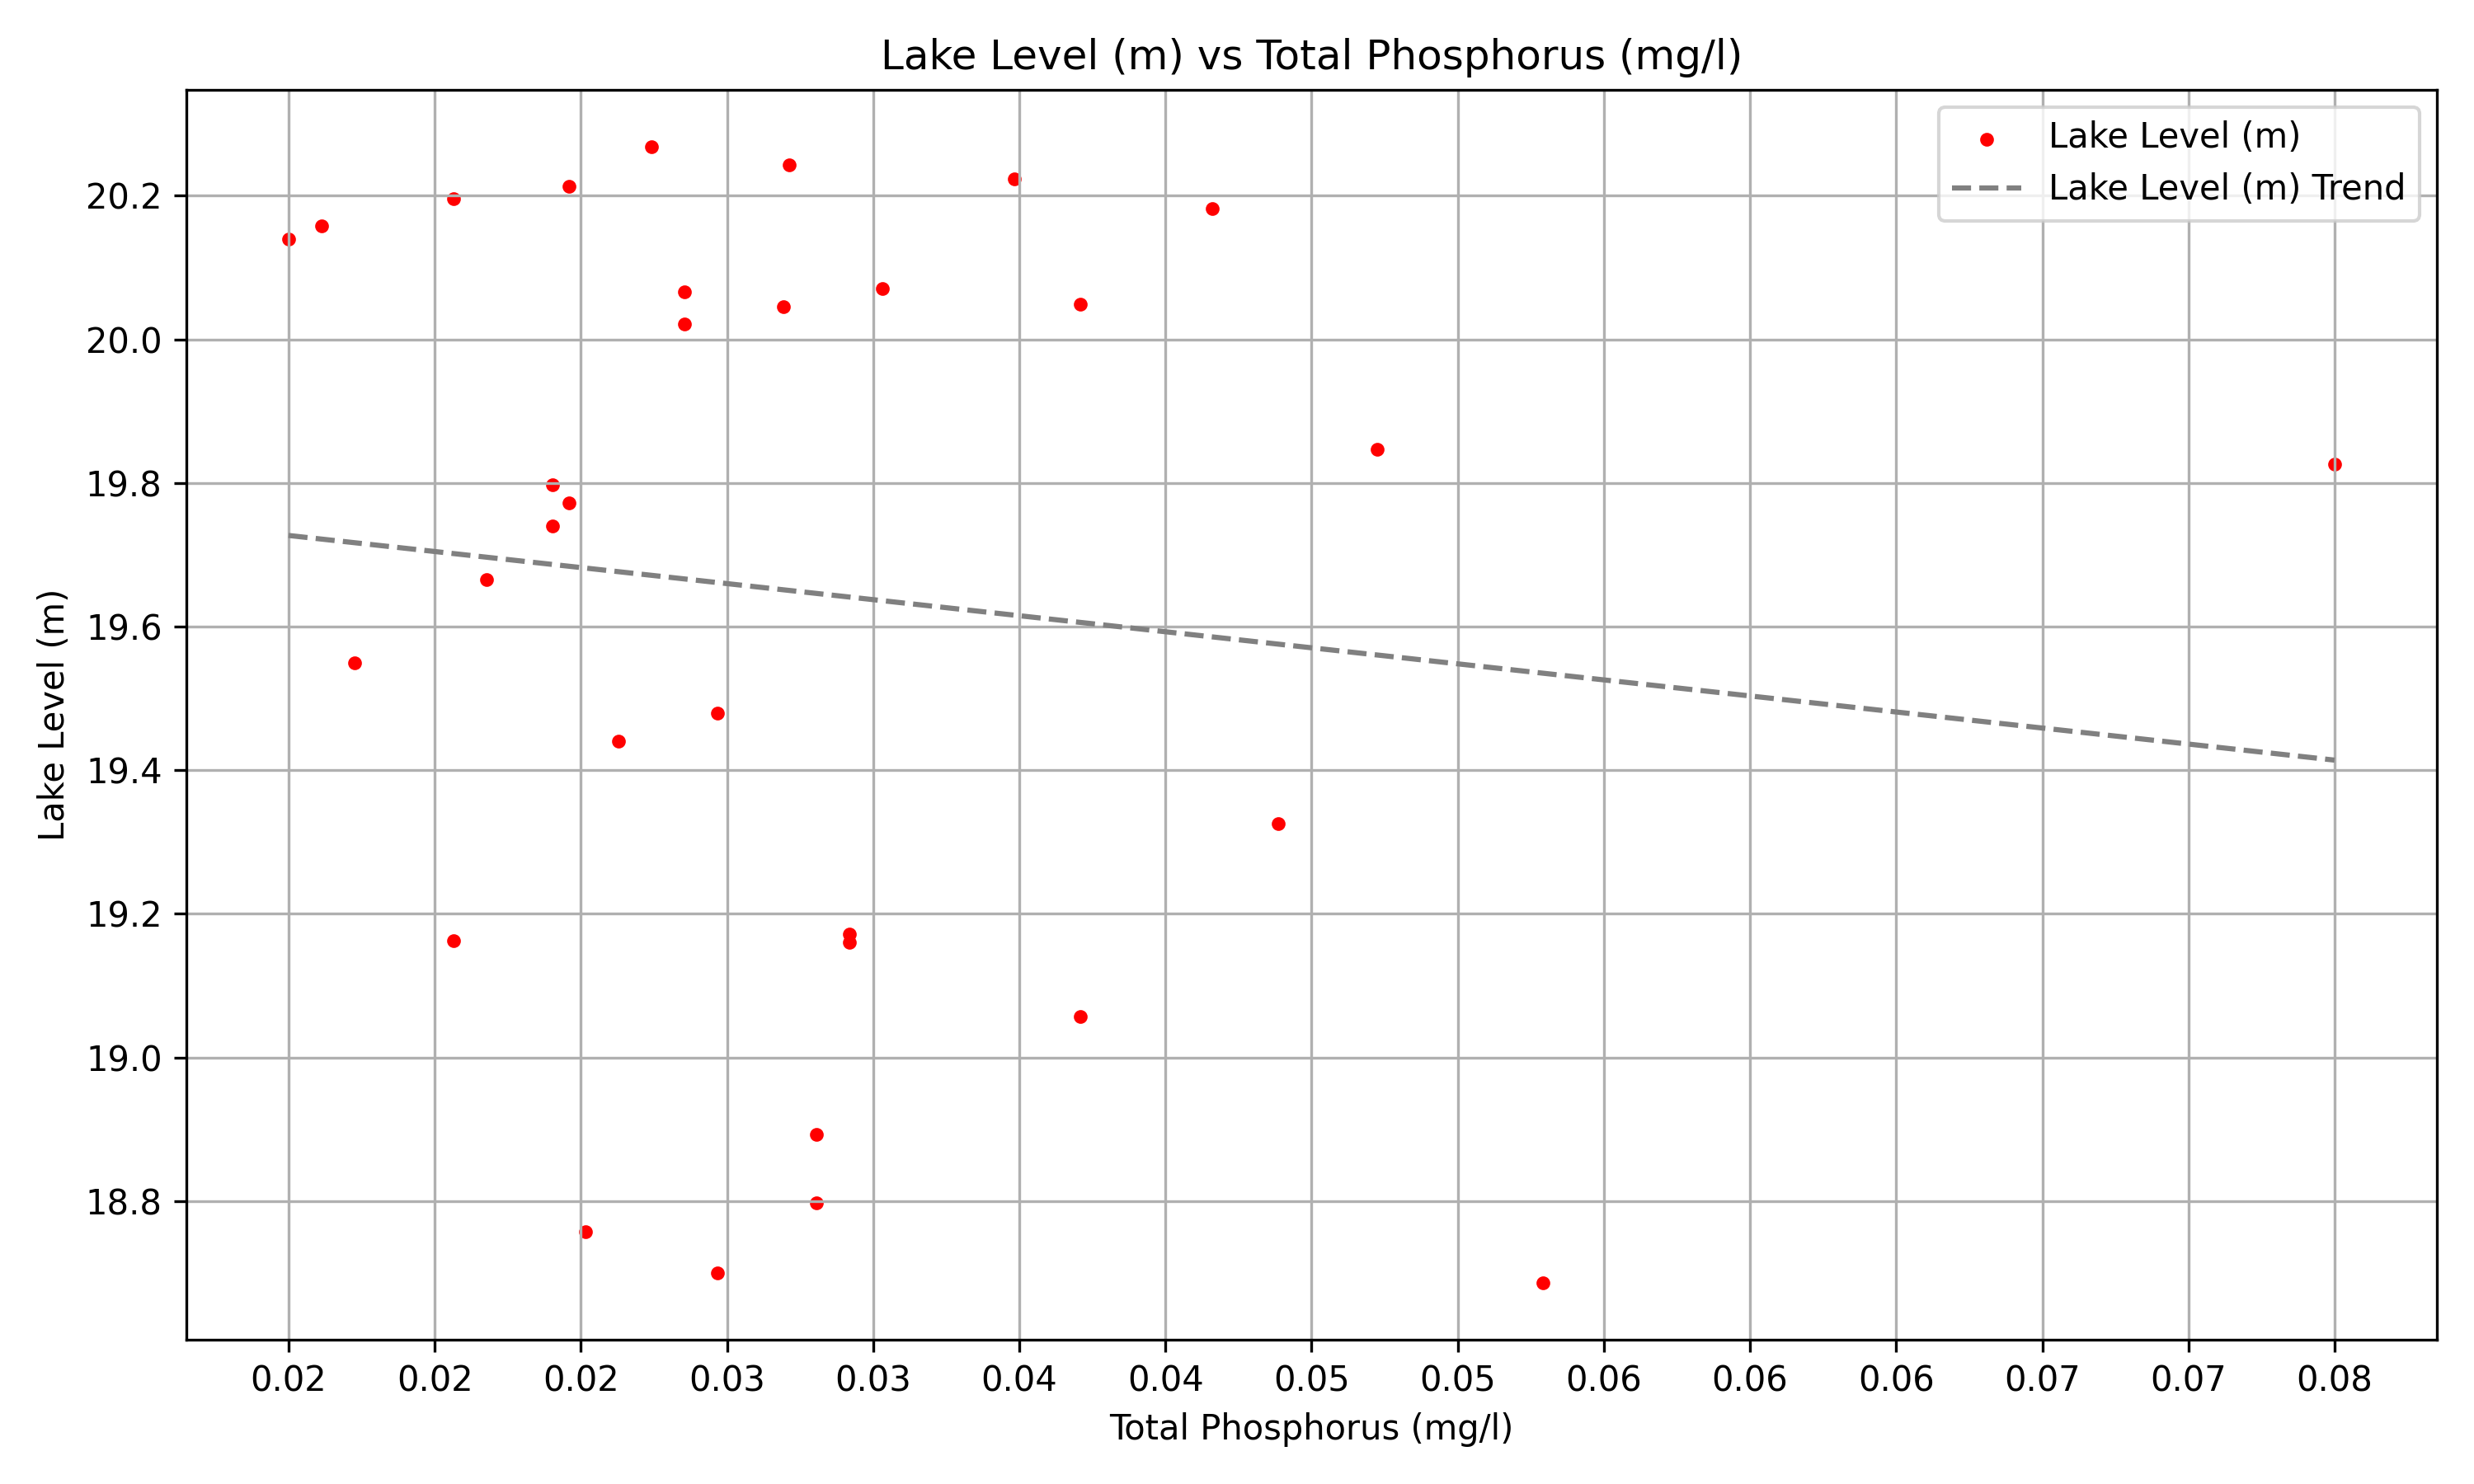 Lake Level (m) vs Total Phosphorus (mg/l)
Lake Level (m)
Lake Level (m) Trend
20.2
20.0
19.8
19.6
19.4
19.2
19.0
18.8
Lake Level (m)
0.02 0.02 0.02 0.03 0.03 0.04 0.04 0.05 0.05 0.06 0.06 0.06 0.07 0.07 0.08
Total Phosphorus (mg/l)